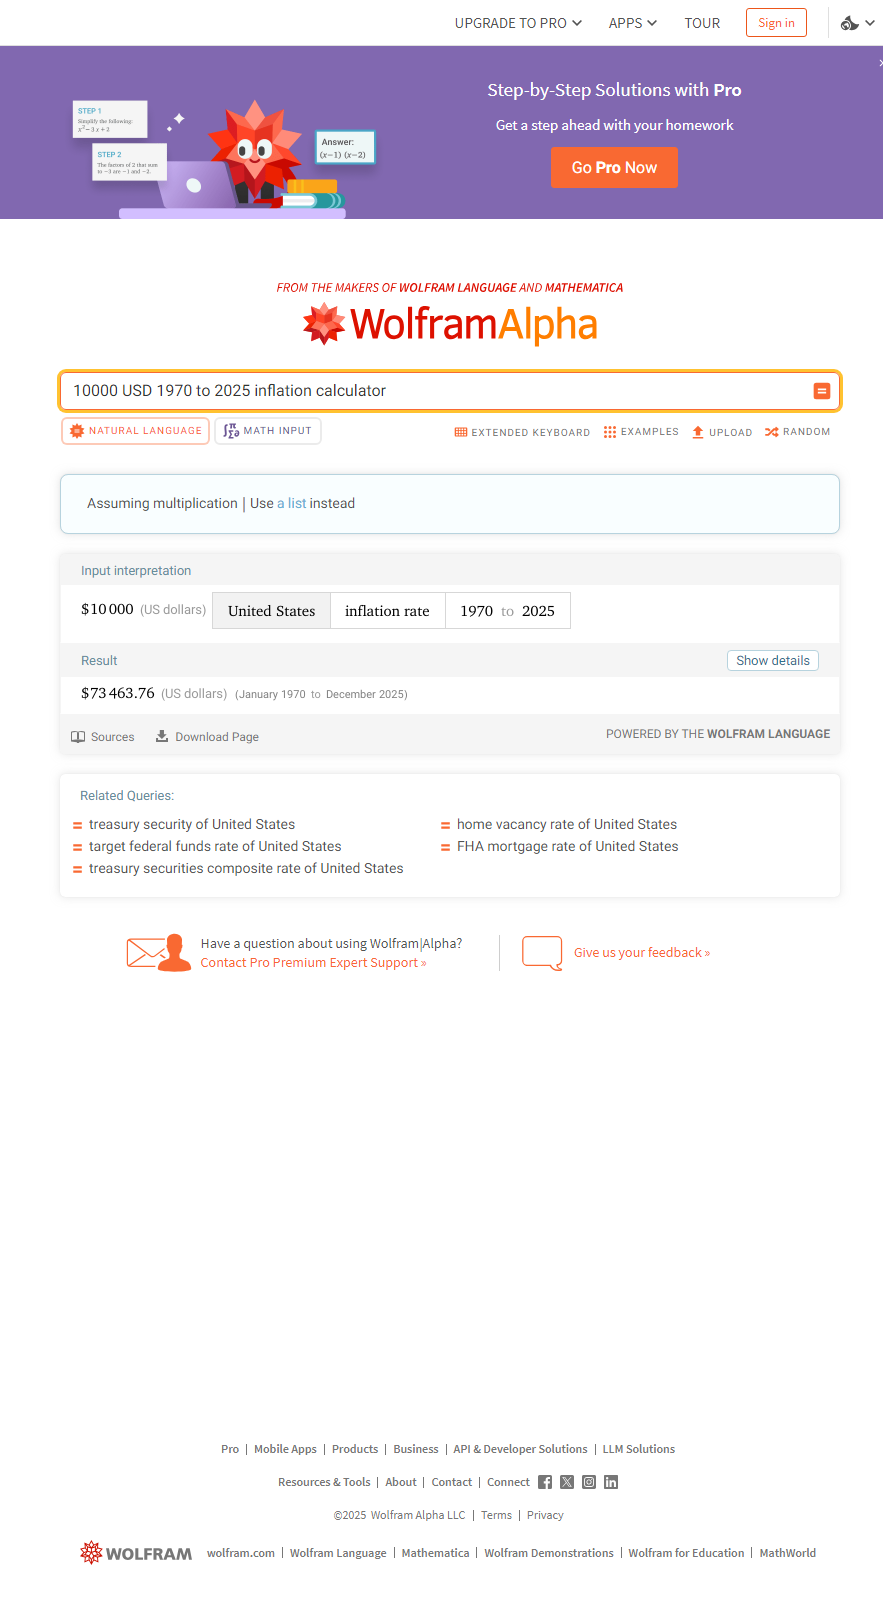 UPGRADE TO PRO APPS TOUR Sign in
Step-by-Step Solutions with Pro
Get a step ahead with your homework
Go Pro Now
STEP 1
Simplify the following:
x² − 3 x + 2
STEP 2
The factors of 2 that sum
to −3 are −1 and −2.
Answer:
(x−1) (x−2)
FROM THE MAKERS OF WOLFRAM LANGUAGE AND MATHEMATICA
WolframAlpha
10000 USD 1970 to 2025 inflation calculator
NATURAL LANGUAGE MATH INPUT EXTENDED KEYBOARD EXAMPLES UPLOAD RANDOM
Assuming multiplication | Use a list instead
Input interpretation
$10 000 (US dollars) United States inflation rate 1970 to 2025
Result Show details
$73 463.76 (US dollars) (January 1970 to December 2025)
Sources Download Page POWERED BY THE WOLFRAM LANGUAGE
Related Queries:
= treasury security of United States
= home vacancy rate of United States
= target federal funds rate of United States
= FHA mortgage rate of United States
= treasury securities composite rate of United States
Have a question about using Wolfram|Alpha?
Contact Pro Premium Expert Support »
Give us your feedback »
Pro | Mobile Apps | Products | Business | API & Developer Solutions | LLM Solutions
Resources & Tools | About | Contact | Connect
©2025 Wolfram Alpha LLC | Terms | Privacy
WOLFRAM wolfram.com | Wolfram Language | Mathematica | Wolfram Demonstrations | Wolfram for Education | MathWorld